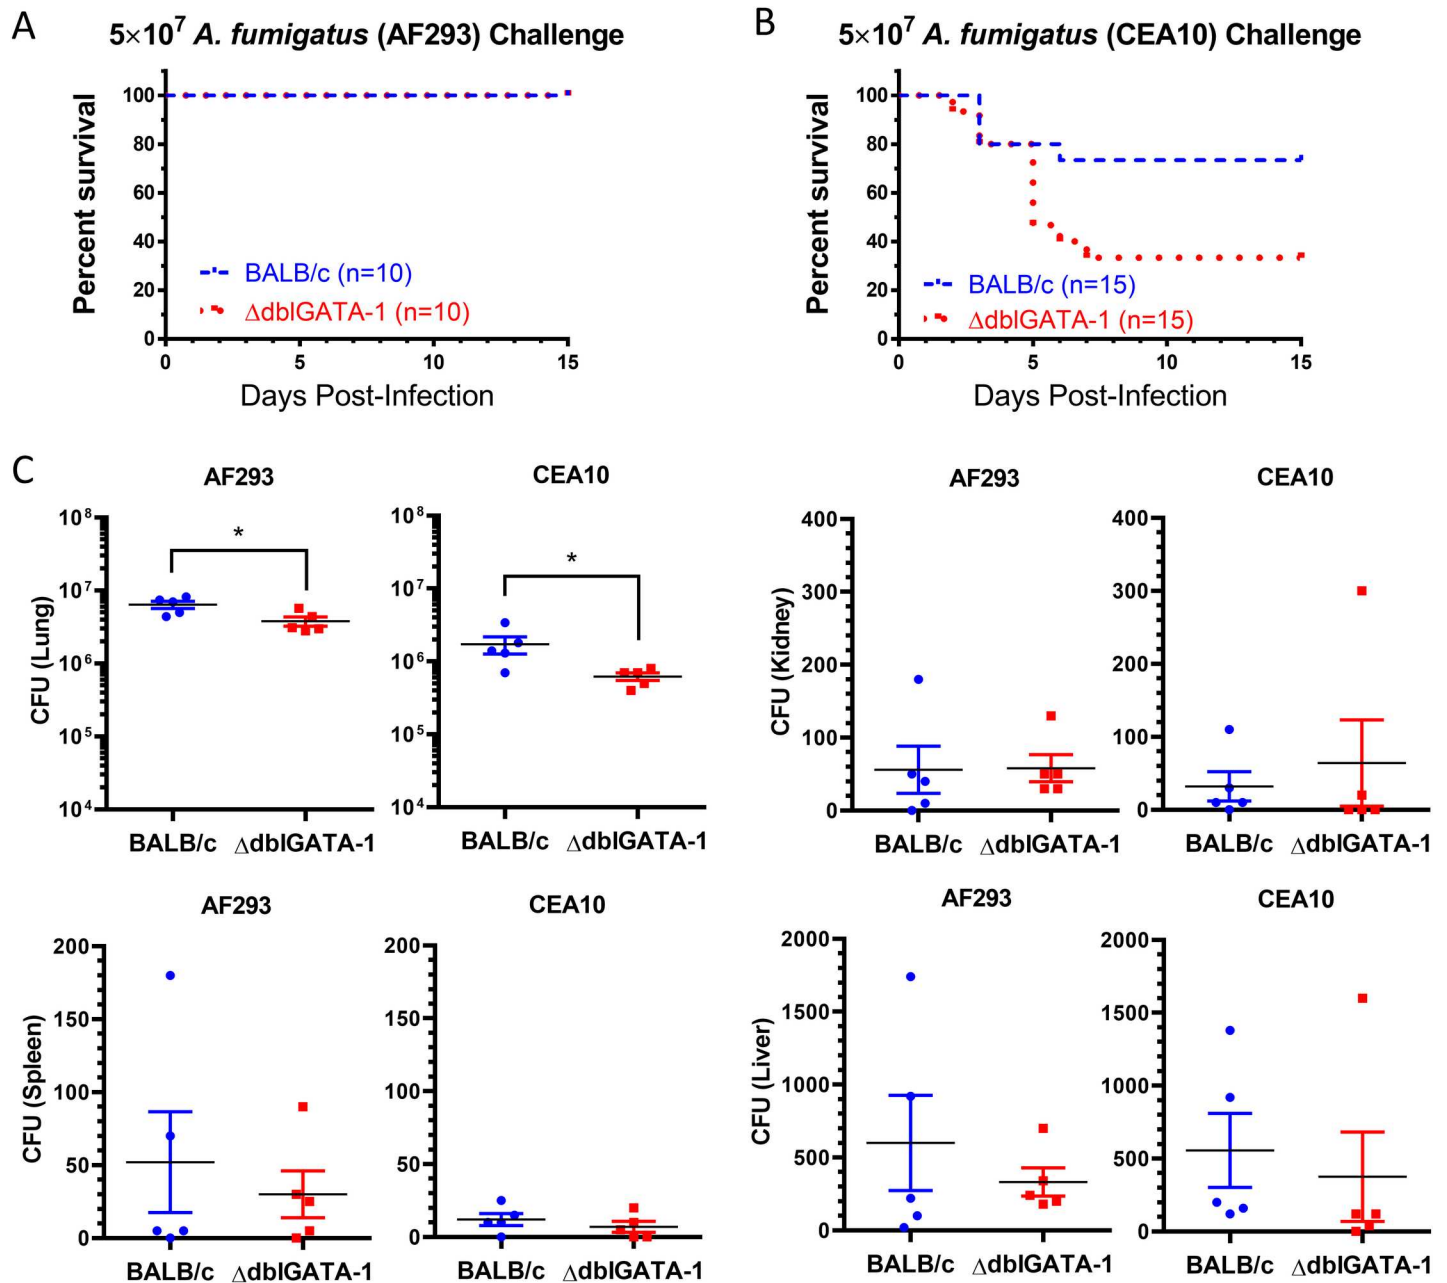 A
5×10⁷ A. fumigatus (AF293) Challenge
Percent survival
100
80
60
40
20
0
BALB/c (n=10)
ΔdblGATA-1 (n=10)
0 5 10 15
Days Post-Infection
B
5×10⁷ A. fumigatus (CEA10) Challenge
Percent survival
100
80
60
40
20
0
BALB/c (n=15)
ΔdblGATA-1 (n=15)
0 5 10 15
Days Post-Infection
C
AF293
CFU (Lung)
10⁸
10⁷
10⁶
10⁵
10⁴
*
BALB/c ΔdblGATA-1
CEA10
10⁸
10⁷
10⁶
10⁵
10⁴
*
BALB/c ΔdblGATA-1
AF293
CFU (Kidney)
400
300
200
100
0
BALB/c ΔdblGATA-1
CEA10
400
300
200
100
0
BALB/c ΔdblGATA-1
AF293
CFU (Spleen)
200
150
100
50
0
BALB/c ΔdblGATA-1
CEA10
200
150
100
50
0
BALB/c ΔdblGATA-1
AF293
CFU (Liver)
2000
1500
1000
500
0
BALB/c ΔdblGATA-1
CEA10
2000
1500
1000
500
0
BALB/c ΔdblGATA-1